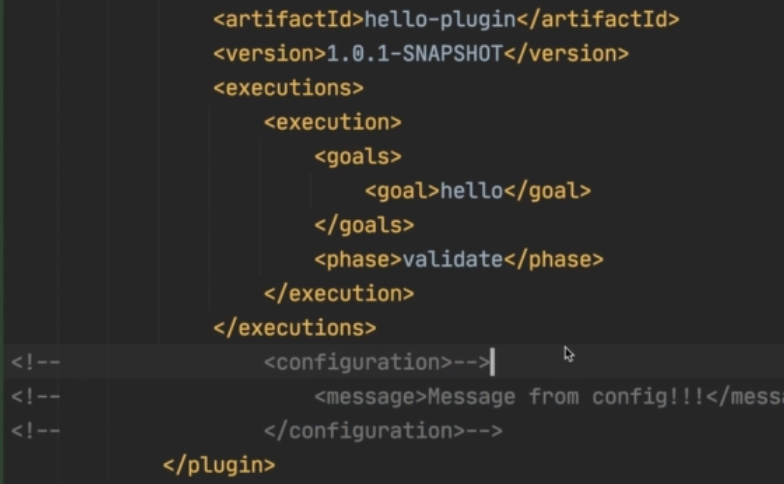 <artifactId>hello-plugin</artifactId>
<version>1.0.1-SNAPSHOT</version>
<executions>
<execution>
<goals>
<goal>hello</goal>
</goals>
<phase>validate</phase>
</execution>
</executions>
<!-- <configuration>-->
<!-- <message>Message from config!!!</messa
<!-- </configuration>-->
</plugin>